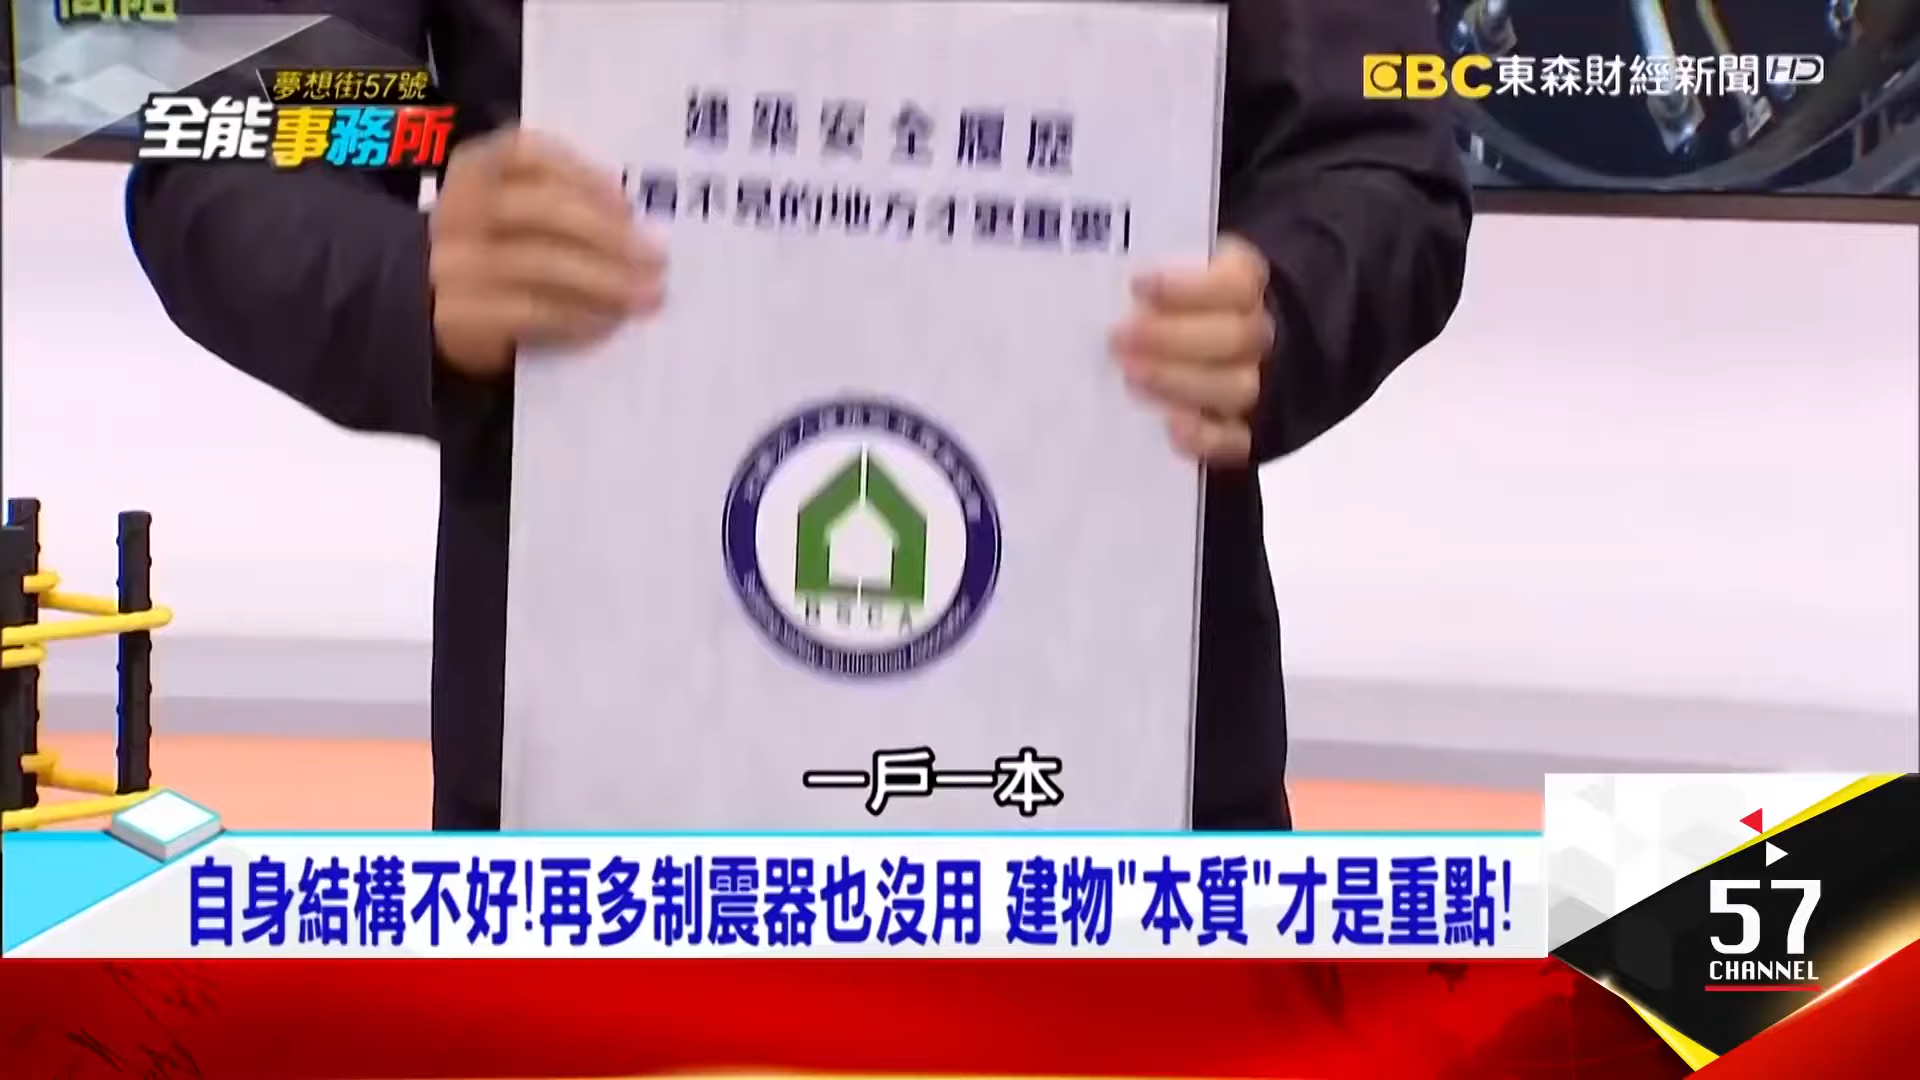 夢想街57號
全能事務所
EBC東森財經新聞HD
建築安全履歷
「看不見的地方才更重要」
HSCA
一戶一本
自身結構不好!再多制震器也沒用 建物"本質"才是重點!
57
CHANNEL